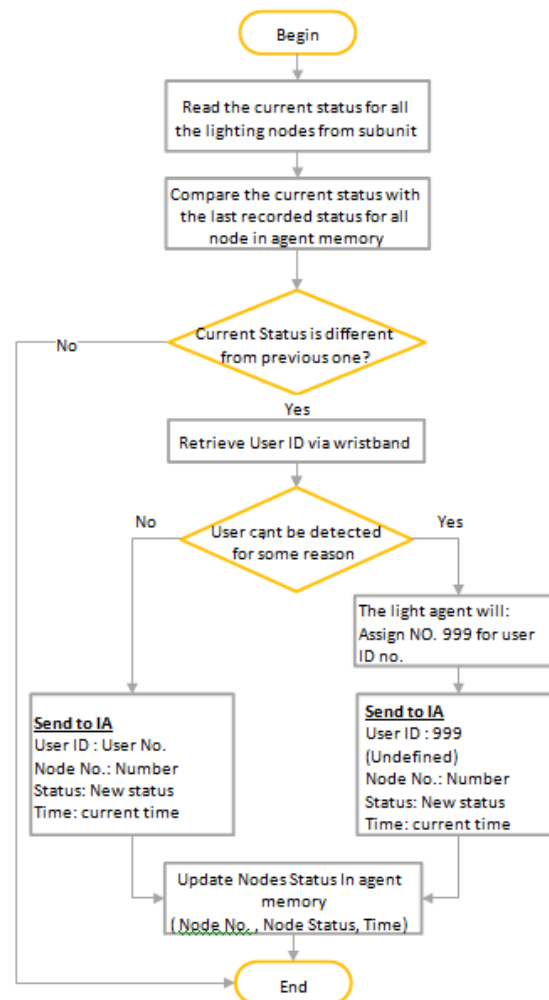 Begin
Read the current status for all
the lighting nodes from subunit
Compare the current status with
the last recorded status for all
node in agent memory
Current Status is different
from previous one?
No
Yes
Retrieve User ID via wristband
User cant be detected
for some reason
No
Yes
The light agent will:
Assign NO. 999 for user
ID no.
Send to IA
User ID : User No.
Node No.: Number
Status: New status
Time: current time
Send to IA
User ID : 999
(Undefined)
Node No.: Number
Status: New status
Time: current time
Update Nodes Status In agent
memory
( Node No. , Node Status, Time)
End